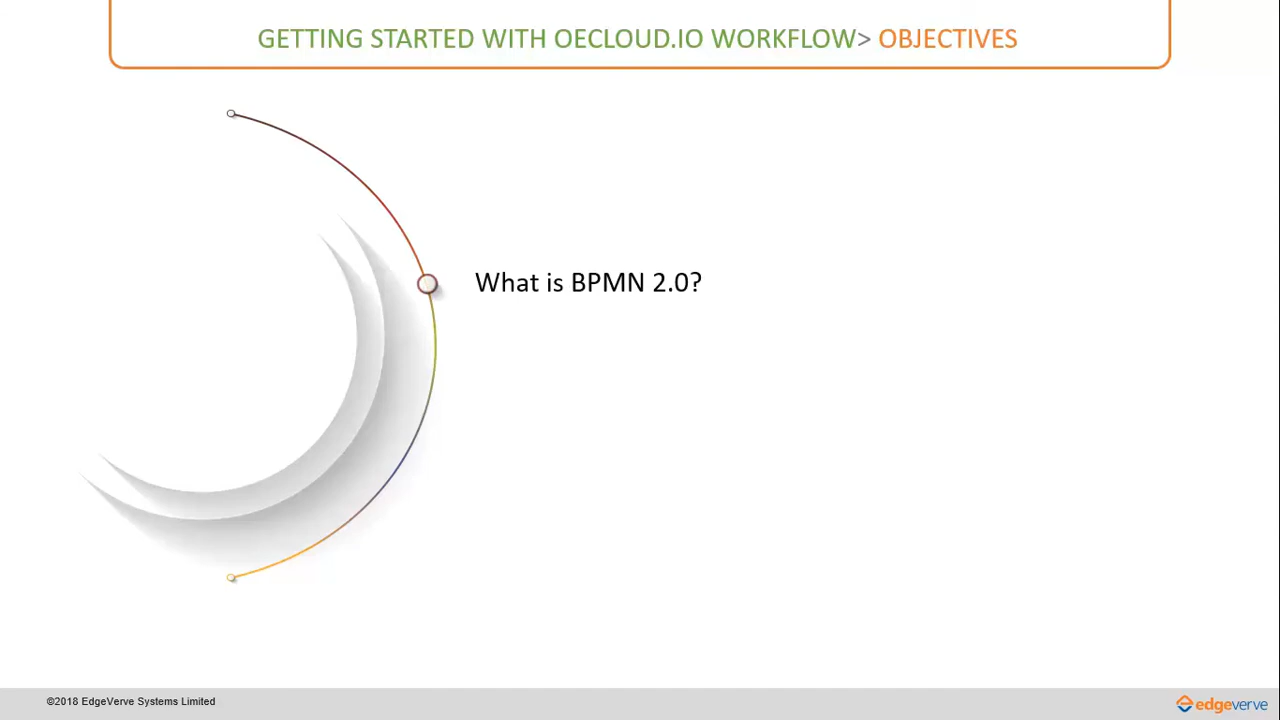 GETTING STARTED WITH OECLOUD.IO WORKFLOW> OBJECTIVES
What is BPMN 2.0?
©2018 EdgeVerve Systems Limited
edgeverve